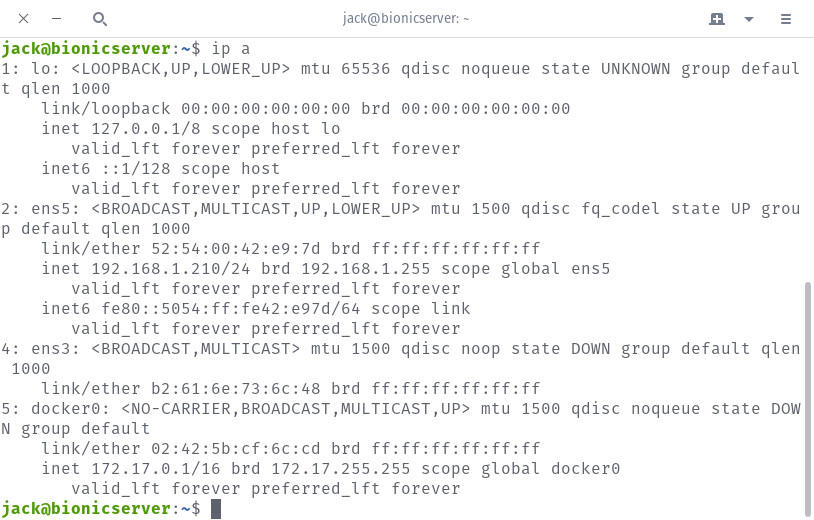 jack@bionicserver: ~
jack@bionicserver:~$ ip a
1: lo: <LOOPBACK,UP,LOWER_UP> mtu 65536 qdisc noqueue state UNKNOWN group defaul
t qlen 1000
    link/loopback 00:00:00:00:00:00 brd 00:00:00:00:00:00
    inet 127.0.0.1/8 scope host lo
       valid_lft forever preferred_lft forever
    inet6 ::1/128 scope host
       valid_lft forever preferred_lft forever
2: ens5: <BROADCAST,MULTICAST,UP,LOWER_UP> mtu 1500 qdisc fq_codel state UP grou
p default qlen 1000
    link/ether 52:54:00:42:e9:7d brd ff:ff:ff:ff:ff:ff
    inet 192.168.1.210/24 brd 192.168.1.255 scope global ens5
       valid_lft forever preferred_lft forever
    inet6 fe80::5054:ff:fe42:e97d/64 scope link
       valid_lft forever preferred_lft forever
4: ens3: <BROADCAST,MULTICAST> mtu 1500 qdisc noop state DOWN group default qlen
 1000
    link/ether b2:61:6e:73:6c:48 brd ff:ff:ff:ff:ff:ff
5: docker0: <NO-CARRIER,BROADCAST,MULTICAST,UP> mtu 1500 qdisc noqueue state DOW
N group default
    link/ether 02:42:5b:cf:6c:cd brd ff:ff:ff:ff:ff:ff
    inet 172.17.0.1/16 brd 172.17.255.255 scope global docker0
       valid_lft forever preferred_lft forever
jack@bionicserver:~$